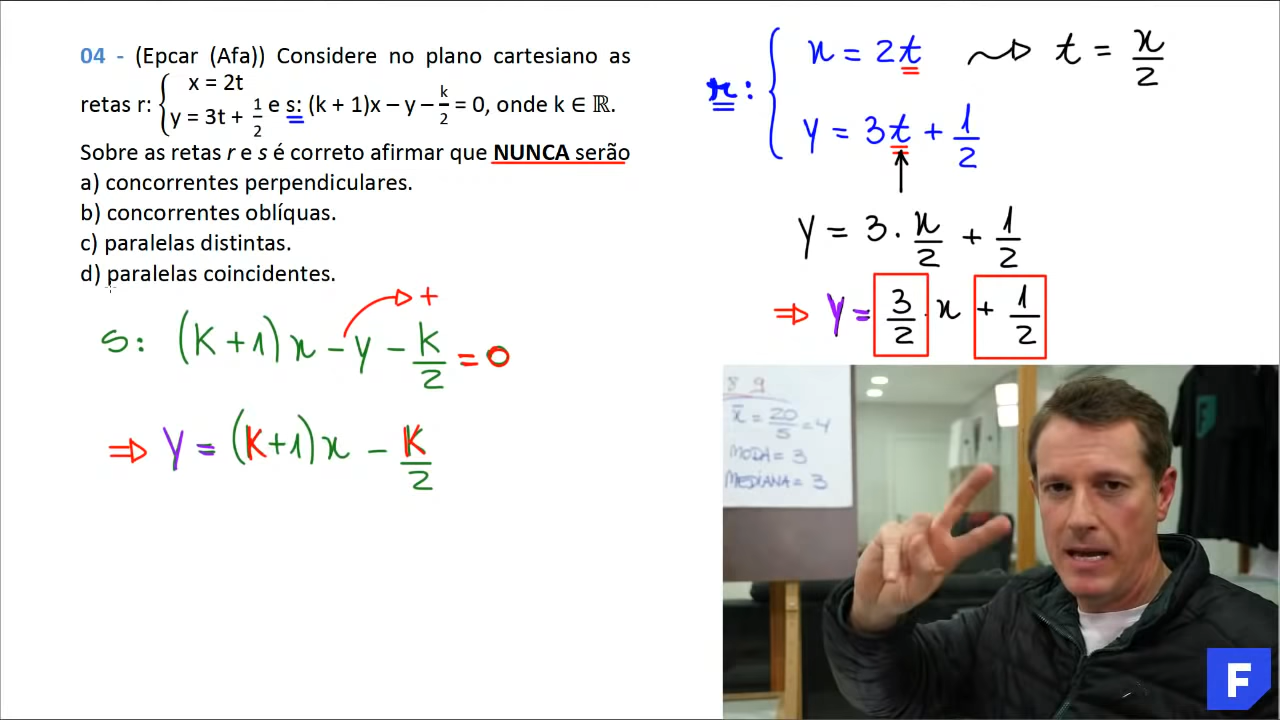 04 - (Epcar (Afa)) Considere no plano cartesiano as
retas r: { x = 2t
y = 3t + 1/2 e s: (k + 1)x – y – k/2 = 0, onde k ∈ ℝ.
Sobre as retas r e s é correto afirmar que NUNCA serão
a) concorrentes perpendiculares.
b) concorrentes oblíquas.
c) paralelas distintas.
d) paralelas coincidentes.
S: (K+1)x - y - K/2 = 0
+
⇒ y = (K+1)x - K/2
r: { x = 2t ⟿ t = x/2
y = 3t + 1/2
y = 3 · x/2 + 1/2
⇒ y = 3/2 · x + 1/2
8 9
x̄ = 20/5 = 4
MODA = 3
MEDIANA = 3
F